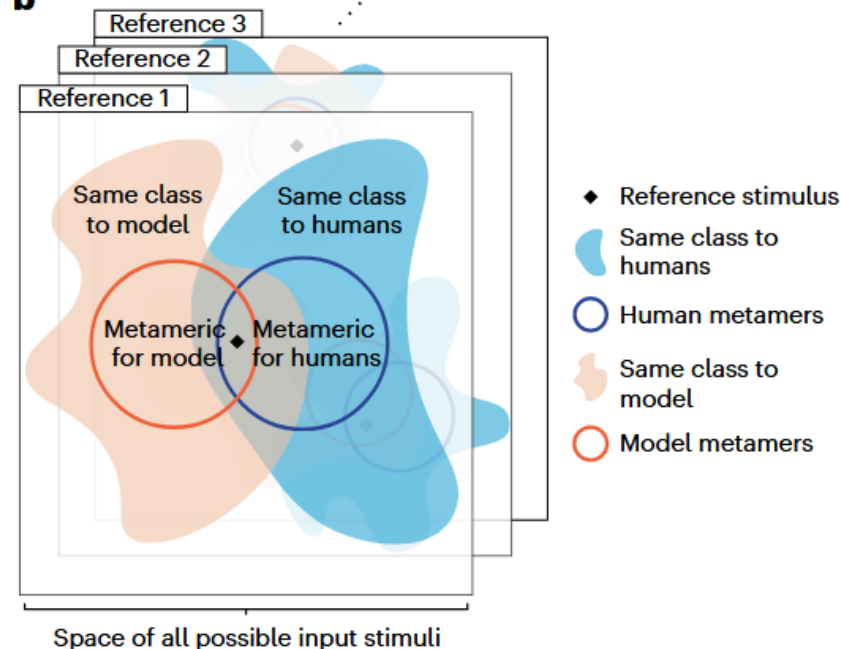 b
Reference 3
Reference 2
Reference 1
Same class
to model
Same class
to humans
Metameric
for model
Metameric
for humans
Space of all possible input stimuli
Reference stimulus
Same class to
humans
Human metamers
Same class to
model
Model metamers